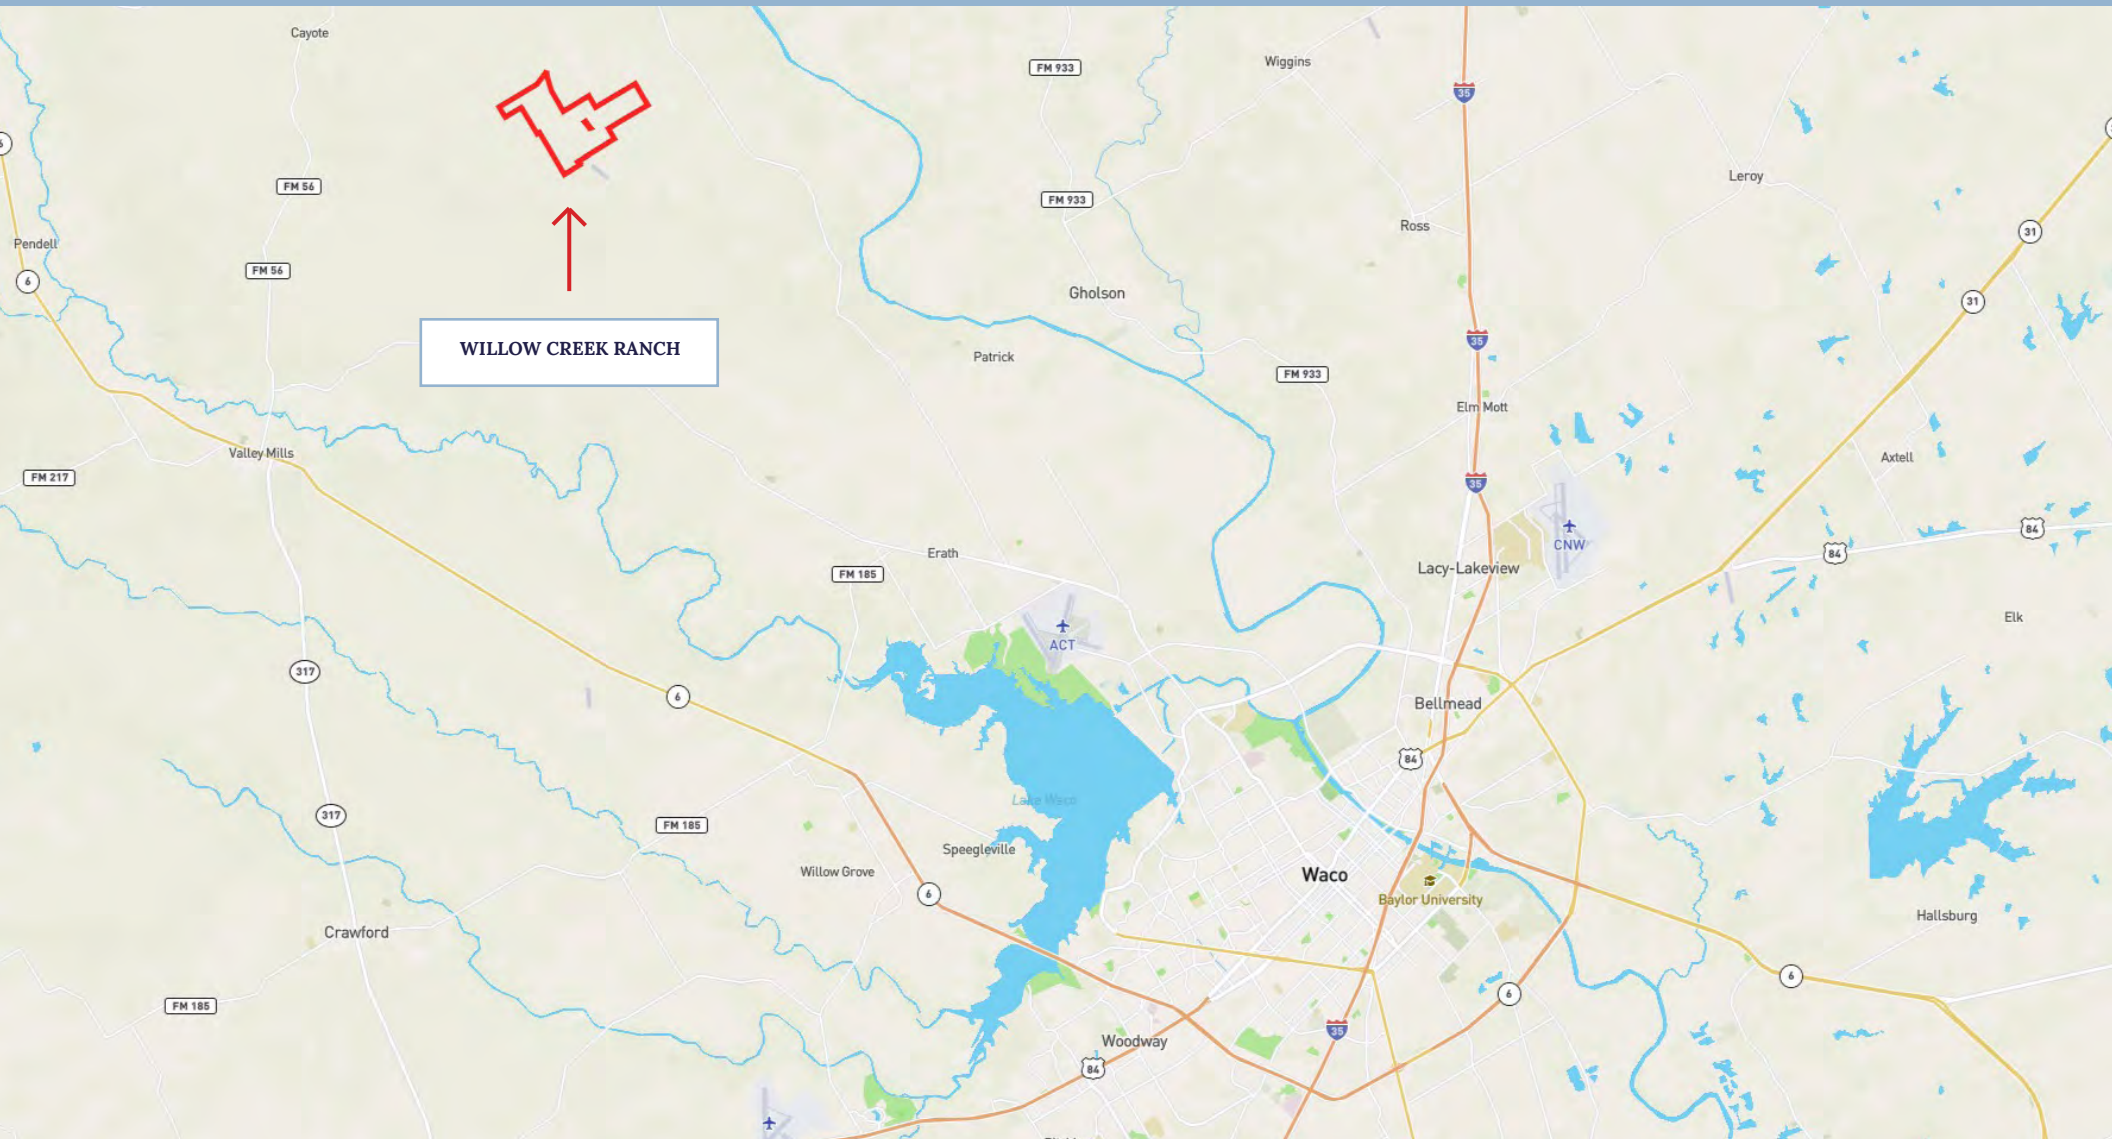 Cayote
FM 933
Wiggins
35
6
31
FM 56
Leroy
FM 933
Ross
31
Pendell
FM 56
6
Gholson
31
35
WILLOW CREEK RANCH
Patrick
FM 933
Elm Mott
Valley Mills
Axtell
FM 217
35
84
CNW
Erath
84
FM 185
Lacy-Lakeview
Elk
ACT
317
6
Bellmead
84
Lake Waco
317
FM 185
Speegleville
Willow Grove
Waco
6
Baylor University
Hallsburg
Crawford
6
6
FM 185
35
Woodway
84